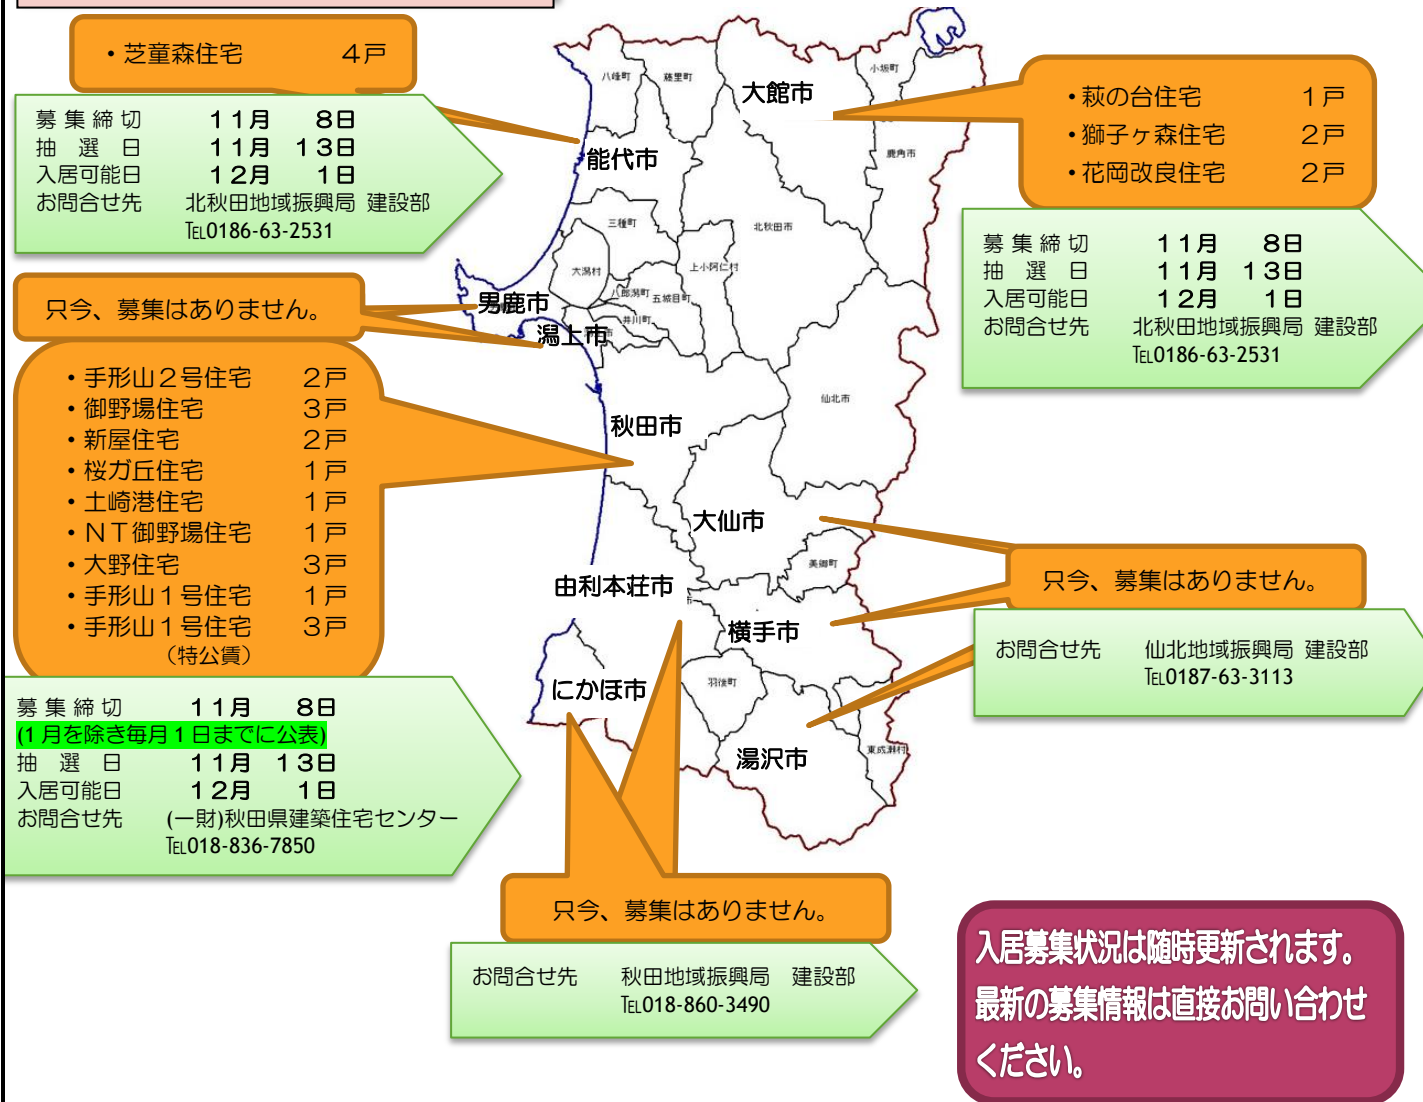 ・芝童森住宅　　　４戸
募 集 締 切　　１１月　　８日
抽　選　日　　１１月　１３日
入居可能日　　１２月　　１日
お問合せ先　　北秋田地域振興局 建設部
℡0186-63-2531
・萩の台住宅　　　１戸
・獅子ヶ森住宅　　２戸
・花岡改良住宅　　２戸
募 集 締 切　　１１月　　８日
抽　選　日　　１１月　１３日
入居可能日　　１２月　　１日
お問合せ先　　北秋田地域振興局 建設部
℡0186-63-2531
只今、募集はありません。
・手形山２号住宅　　２戸
・御野場住宅　　　　３戸
・新屋住宅　　　　　２戸
・桜ガ丘住宅　　　　１戸
・土崎港住宅　　　　１戸
・ＮＴ御野場住宅　　１戸
・大野住宅　　　　　３戸
・手形山１号住宅　　１戸
・手形山１号住宅　　３戸
（特公賃）
募 集 締 切　　１１月　　８日
(1月を除き毎月１日までに公表)
抽　選　日　　１１月　１３日
入居可能日　　１２月　　１日
お問合せ先　　(一財)秋田県建築住宅センター
℡018-836-7850
八峰町
藤里町
大館市
小坂町
能代市
鹿角市
三種町
北秋田市
大潟村
上小阿仁村
八郎潟町
五城目町
男鹿市
井川町
潟上市
仙北市
秋田市
大仙市
美郷町
由利本荘市
横手市
にかほ市
羽後町
湯沢市
東成瀬村
只今、募集はありません。
お問合せ先　　仙北地域振興局 建設部
℡0187-63-3113
只今、募集はありません。
お問合せ先　　秋田地域振興局　建設部
℡018-860-3490
入居募集状況は随時更新されます。
最新の募集情報は直接お問い合わせ
ください。